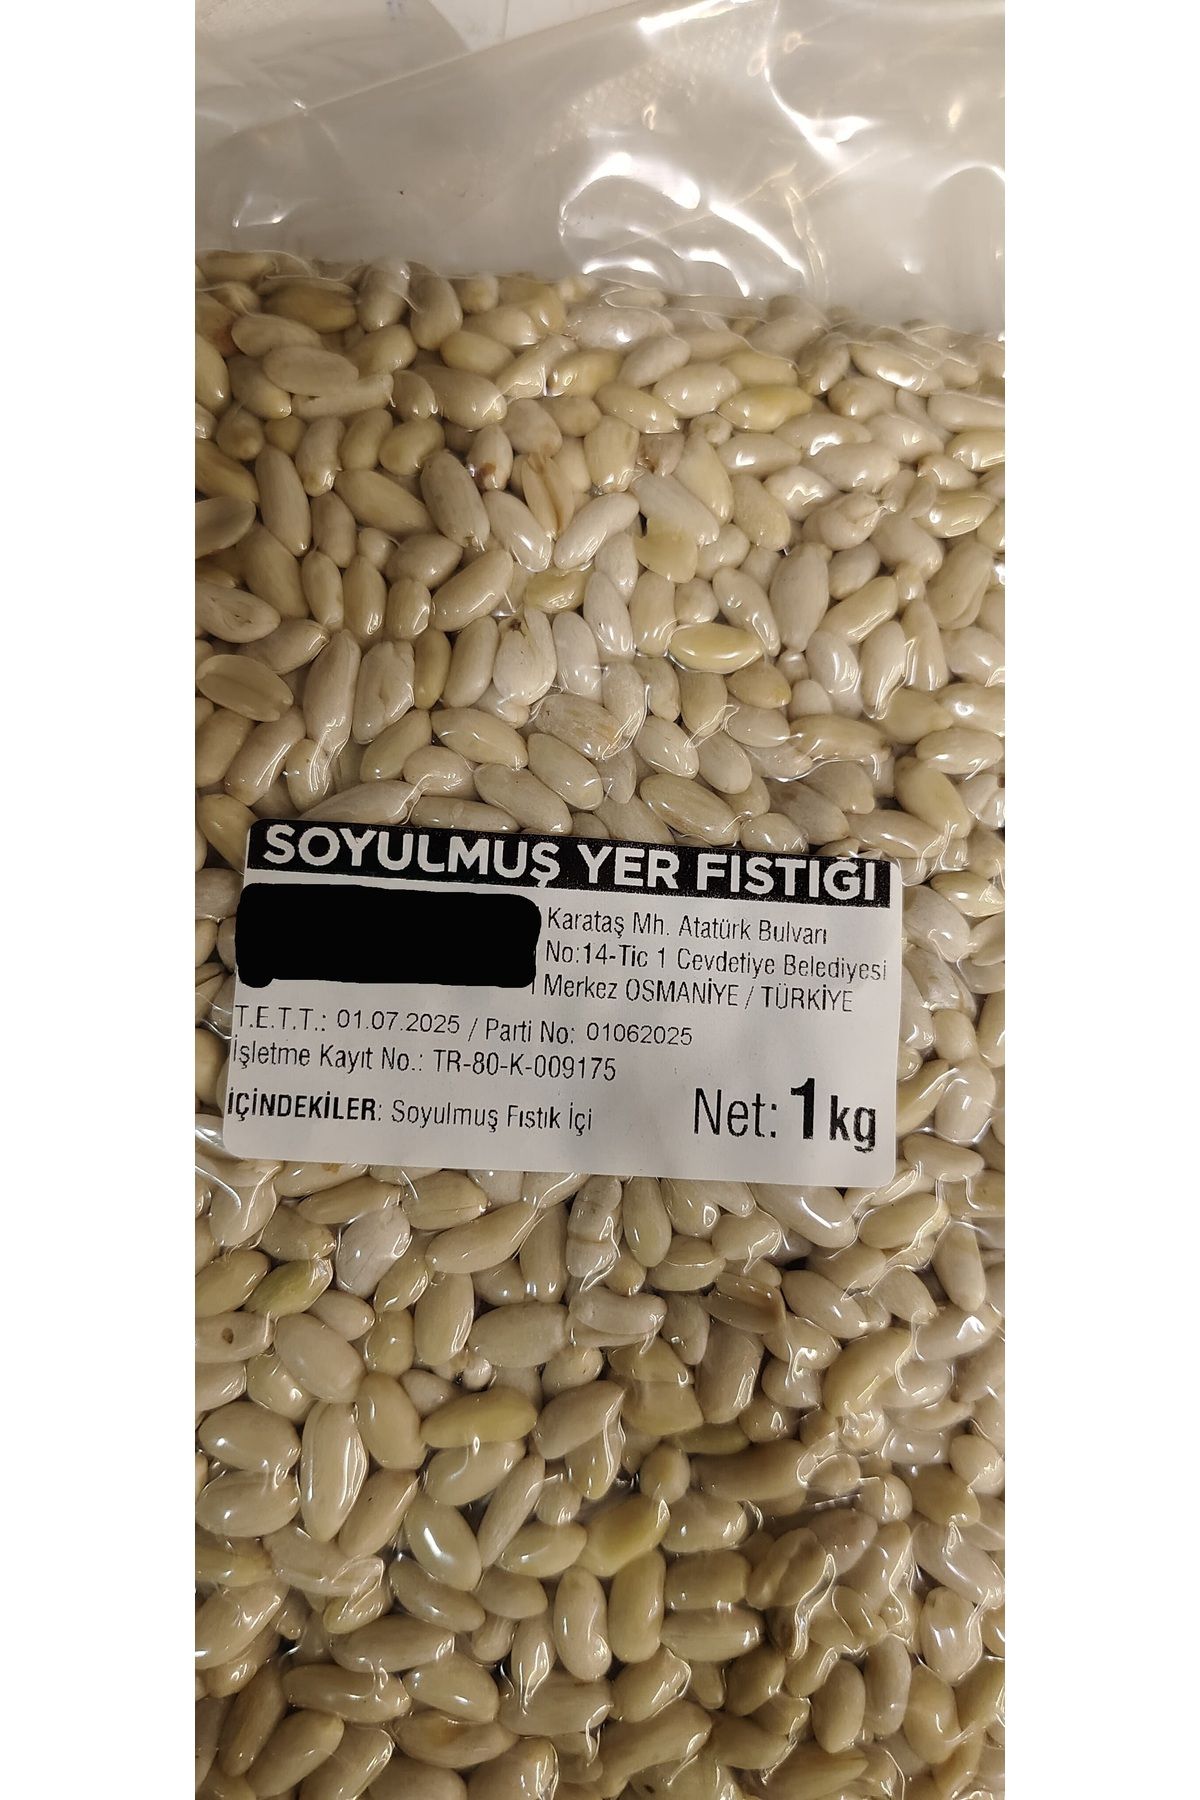 SOYULMUŞ YER FISTIĞI
Karataş Mh. Atatürk Bulvarı
No:14-Tic 1 Cevdetiye Belediyesi
Merkez OSMANİYE / TÜRKİYE
T.E.T.T.: 01.07.2025 / Parti No: 01062025
İşletme Kayıt No.: TR-80-K-009175
İÇİNDEKİLER: Soyulmuş Fıstık İçi
Net: 1 kg